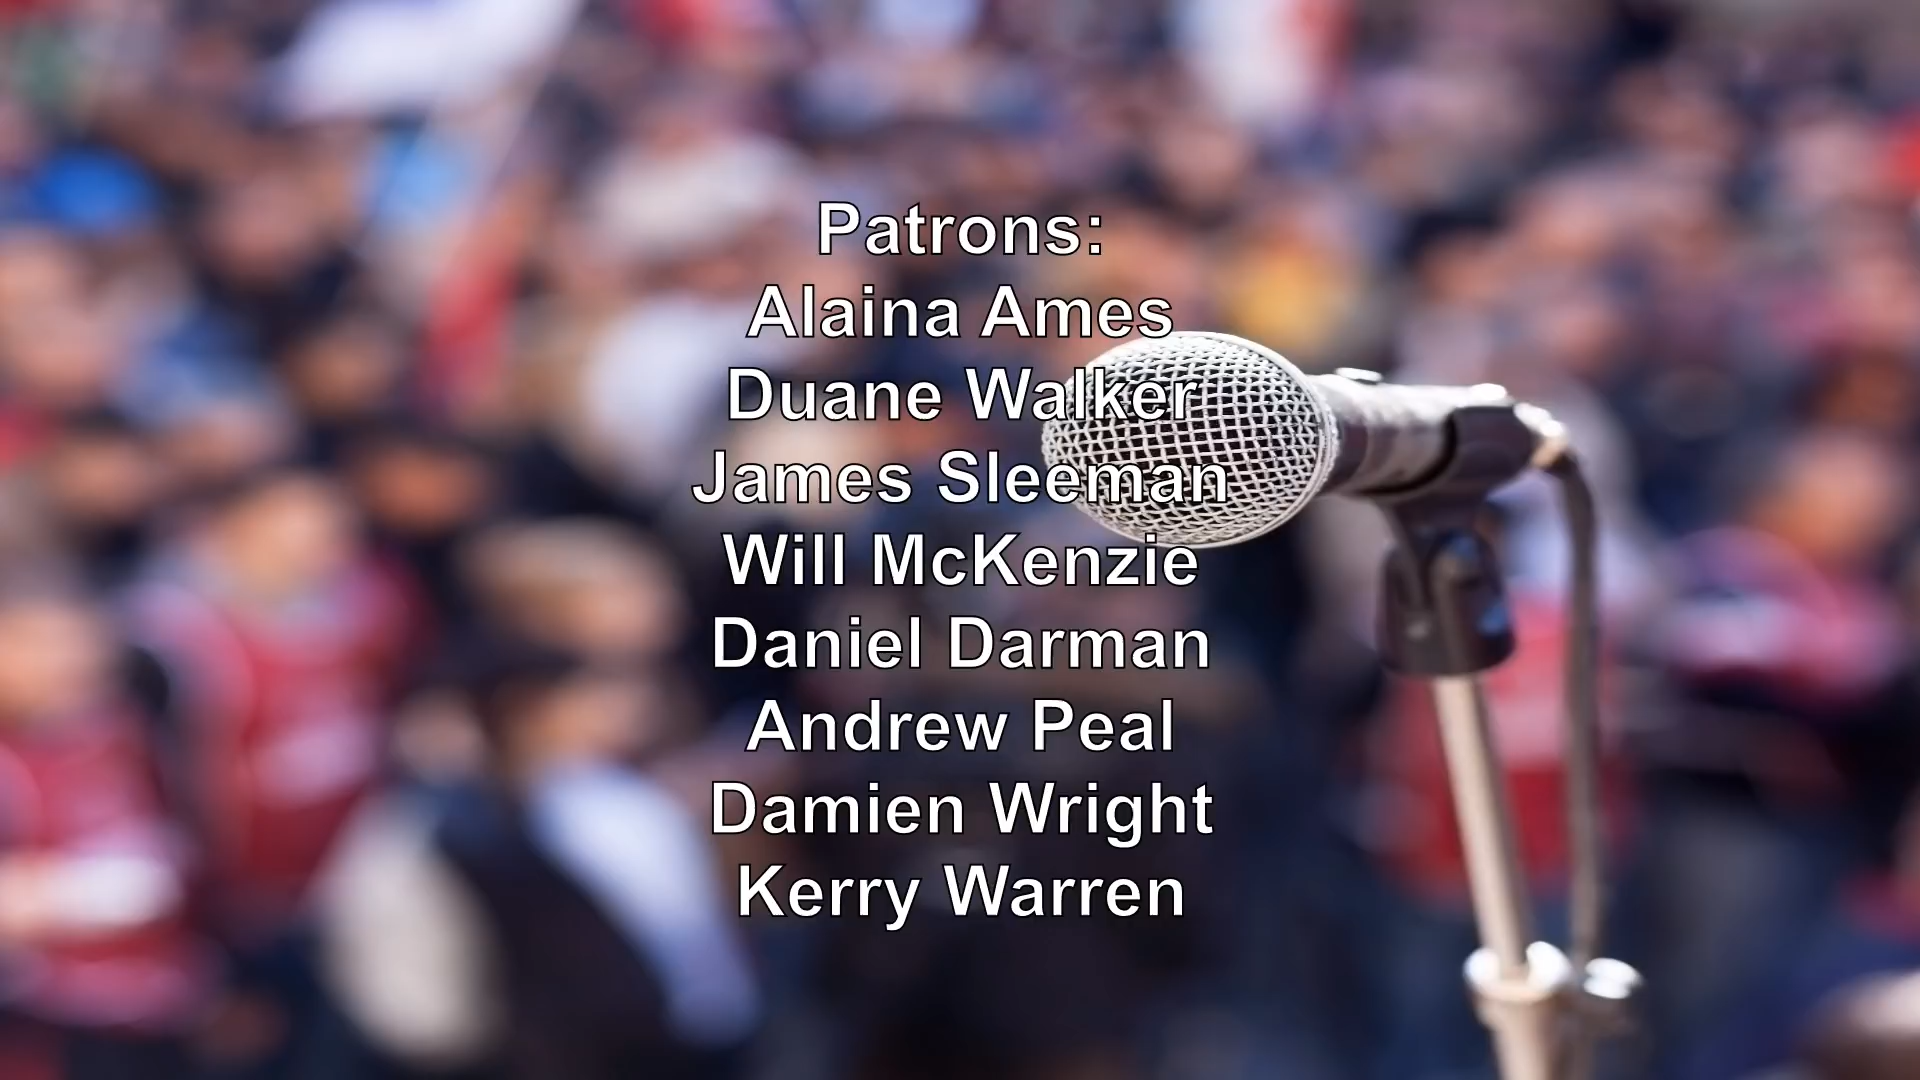 Patrons:
Alaina Ames
Duane Walker
James Sleeman
Will McKenzie
Daniel Darman
Andrew Peal
Damien Wright
Kerry Warren